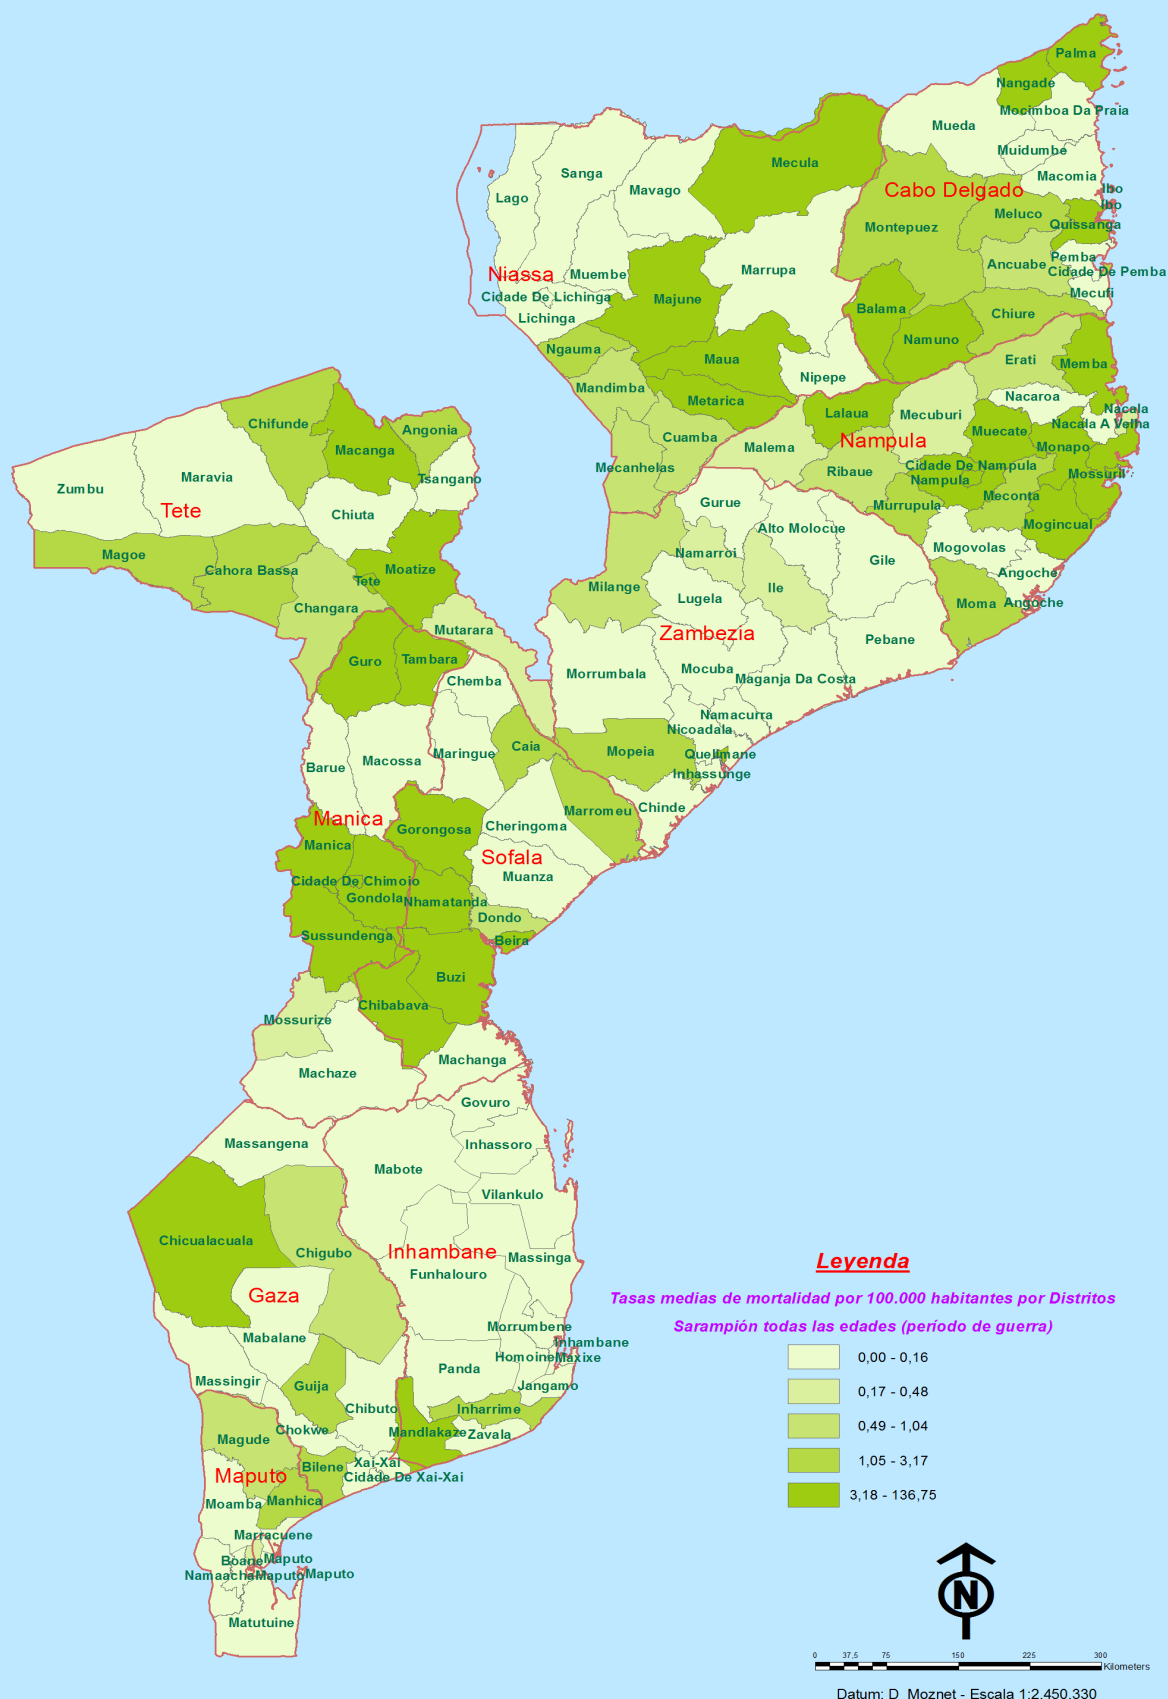 Palma
Nangade
Mocimboa Da Praia
Mueda
Muidumbe
Mecula
Macomia
Sanga
Mavago
Cabo Delgado
Ibo
Lago
Ibo
Meluco
Quissanga
Montepuez
Pemba
Ancuabe
Marrupa
Cidade De Pemba
Niassa
Muembe
Mecufi
Cidade De Lichinga
Majune
Balama
Chiure
Lichinga
Namuno
Ngauma
Maua
Erati
Memba
Nipepe
Mandimba
Metarica
Nacaroa
Lalaua
Mecuburi
Nacala
Chifunde
Nacala A Velha
Angonia
Muecate
Cuamba
Nampula
Monapo
Macanga
Malema
Mecanhelas
Cidade De Nampula
Ribaue
Mossuril
Maravia
Tsangano
Nampula
Zumbu
Meconta
Gurue
Murrupula
Tete
Chiuta
Mogincual
Alto Molocue
Mogovolas
Magoe
Namarroi
Gile
Cahora Bassa
Moatize
Angoche
Tete
Milange
Ile
Lugela
Moma
Angoche
Changara
Mutarara
Zambezia
Pebane
Guro
Tambara
Mocuba
Morrumbala
Maganja Da Costa
Chemba
Namacurra
Nicoadala
Caia
Mopeia
Maringue
Quelimane
Macossa
Barue
Inhassunge
Chinde
Marromeu
Manica
Cheringoma
Gorongosa
Manica
Sofala
Muanza
Cidade De Chimoio
Gondola
Nhamatanda
Dondo
Sussundenga
Beira
Buzi
Chibabava
Mossurize
Machanga
Machaze
Govuro
Massangena
Inhassoro
Mabote
Vilankulo
Chicualacuala
Chigubo
Inhambane
Massinga
Funhalouro
Gaza
Morrumbene
Mabalane
Inhambane
Homoine
Maxixe
Panda
Massingir
Guija
Jangamo
Chibuto
Inharrime
Chokwe
Mandlakaze
Zavala
Magude
Xai-Xai
Bilene
Cidade De Xai-Xai
Maputo
Manhica
Moamba
Marracuene
Boane
Maputo
Namaacha
Maputo
Maputo
Matutuine
Leyenda
Tasas medias de mortalidad por 100.000 habitantes por Distritos
Sarampión todas las edades (período de guerra)
0,00 - 0,16
0,17 - 0,48
0,49 - 1,04
1,05 - 3,17
3,18 - 136,75
N
0 37,5 75 150 225 300
Kilometers
Datum: D_Moznet - Escala 1:2.450.330